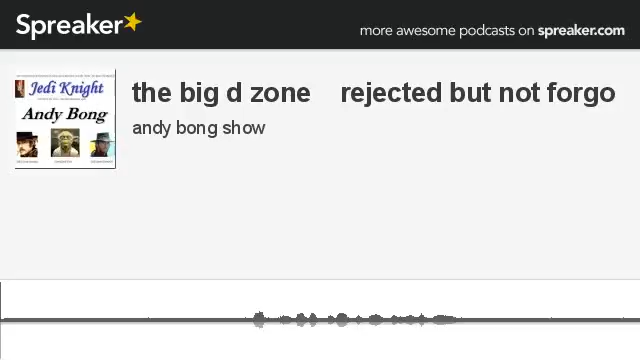 Spreaker
more awesome podcasts on spreaker.com
Jedi Knight
Andy Bong
the big d zone rejected but not forgo
andy bong show